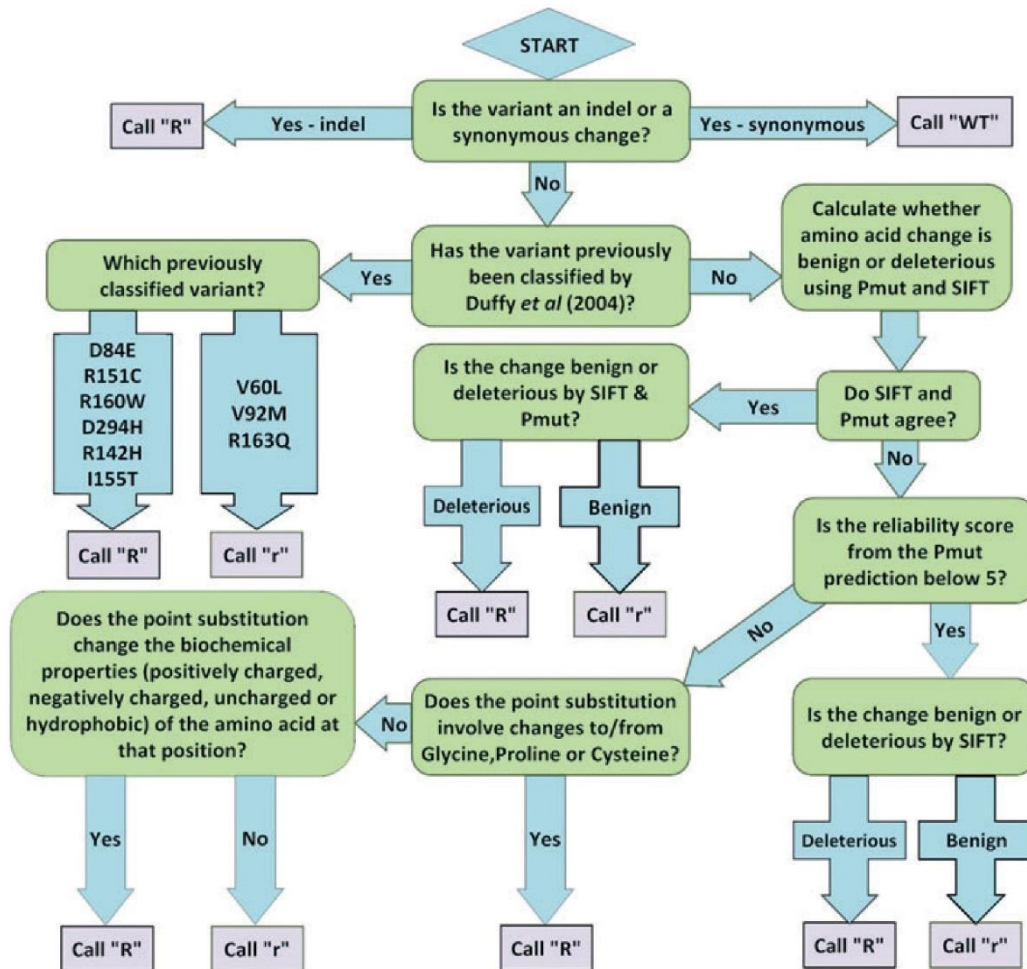 START
Is the variant an indel or a
synonymous change?
Yes - indel
Call "R"
Yes - synonymous
Call "WT"
No
Has the variant previously
been classified by
Duffy et al (2004)?
Yes
Which previously
classified variant?
D84E
R151C
R160W
D294H
R142H
I155T
Call "R"
V60L
V92M
R163Q
Call "r"
No
Calculate whether
amino acid change is
benign or deleterious
using Pmut and SIFT
Do SIFT and
Pmut agree?
Yes
Is the change benign or
deleterious by SIFT &
Pmut?
Deleterious
Call "R"
Benign
Call "r"
No
Is the reliability score
from the Pmut
prediction below 5?
Yes
Is the change benign or
deleterious by SIFT?
Deleterious
Call "R"
Benign
Call "r"
No
Does the point substitution
involve changes to/from
Glycine,Proline or Cysteine?
Yes
Call "R"
No
Does the point substitution
change the biochemical
properties (positively charged,
negatively charged, uncharged or
hydrophobic) of the amino acid at
that position?
Yes
Call "R"
No
Call "r"